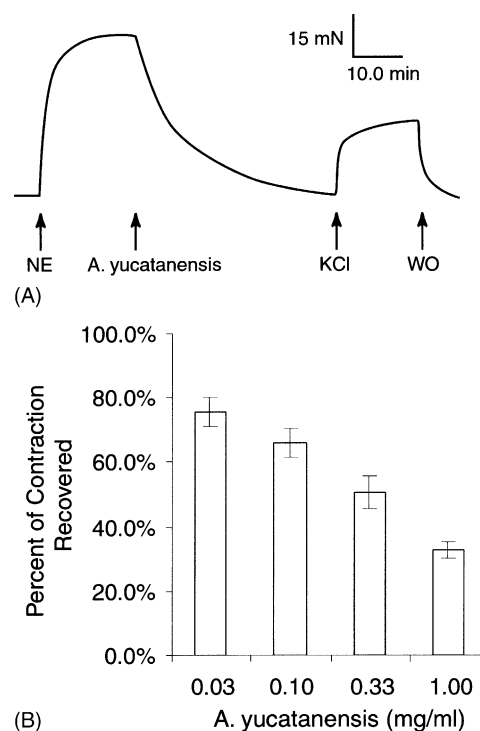 15 mN
10.0 min
NE A. yucatanensis KCl WO
(A)
100.0%
80.0%
60.0%
40.0%
20.0%
0.0%
Percent of Contraction
Recovered
0.03 0.10 0.33 1.00
(B) A. yucatanensis (mg/ml)